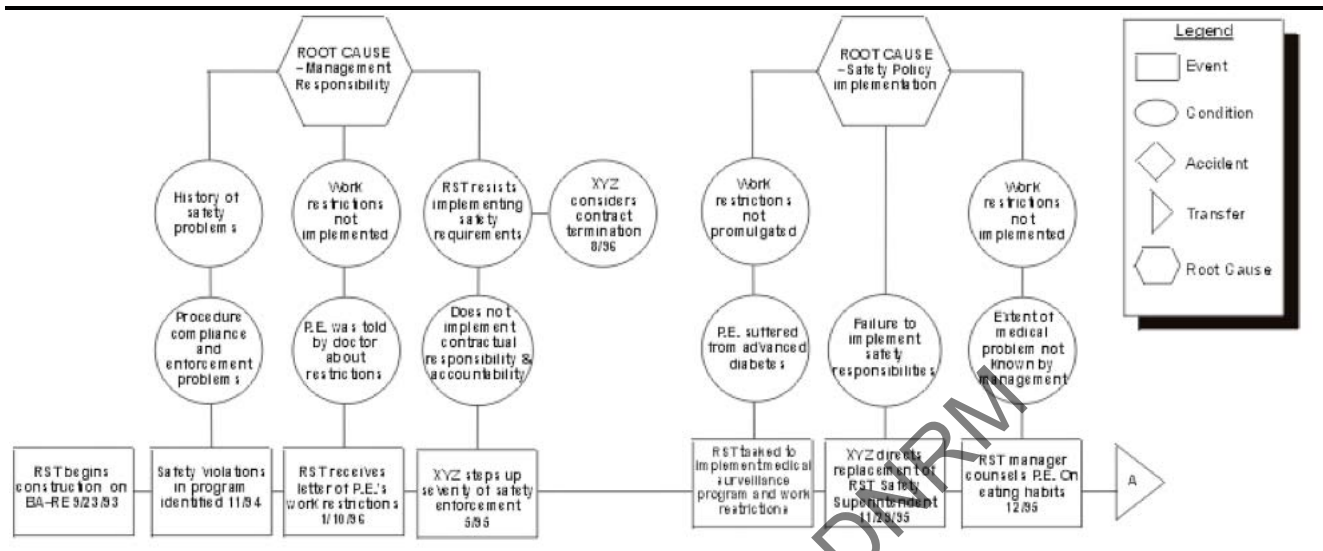 ROOT CAUSE
– Management
Responsibility
ROOT CAUSE
– Safety Policy
implementation
Legend
Event
Condition
Accident
Transfer
Root Cause
History of
safety
problems
Work
restrictions
not
implemented
RST resists
implementing
safety
requirements
XYZ
considers
contract
termination
8/96
Work
restrictions
not
promulgated
Work
restrictions
not
implemented
Procedure
compliance
and
enforcement
problems
P.E. was told
by doctor
about
restrictions
Does not
implement
contractual
responsibility &
accountability
P.E. suffered
from advanced
diabetes
Failure to
implement
safety
responsibilities
Extent of
medical
problem not
known by
management
RST begins
construction on
BA-RE 9/23/93
Safety Violations
in program
identified 11/94
RST receives
letter of P.E.'s
work restrictions
1/10/96
XYZ steps up
severity of safety
enforcement
5/95
RST tasked to
implement medical
surveillance
program and work
restrictions
XYZ directs
replacement of
RST Safety
Superintendent
11/29/95
RST manager
counsels P.E. On
eating habits
12/95
A
DNRM